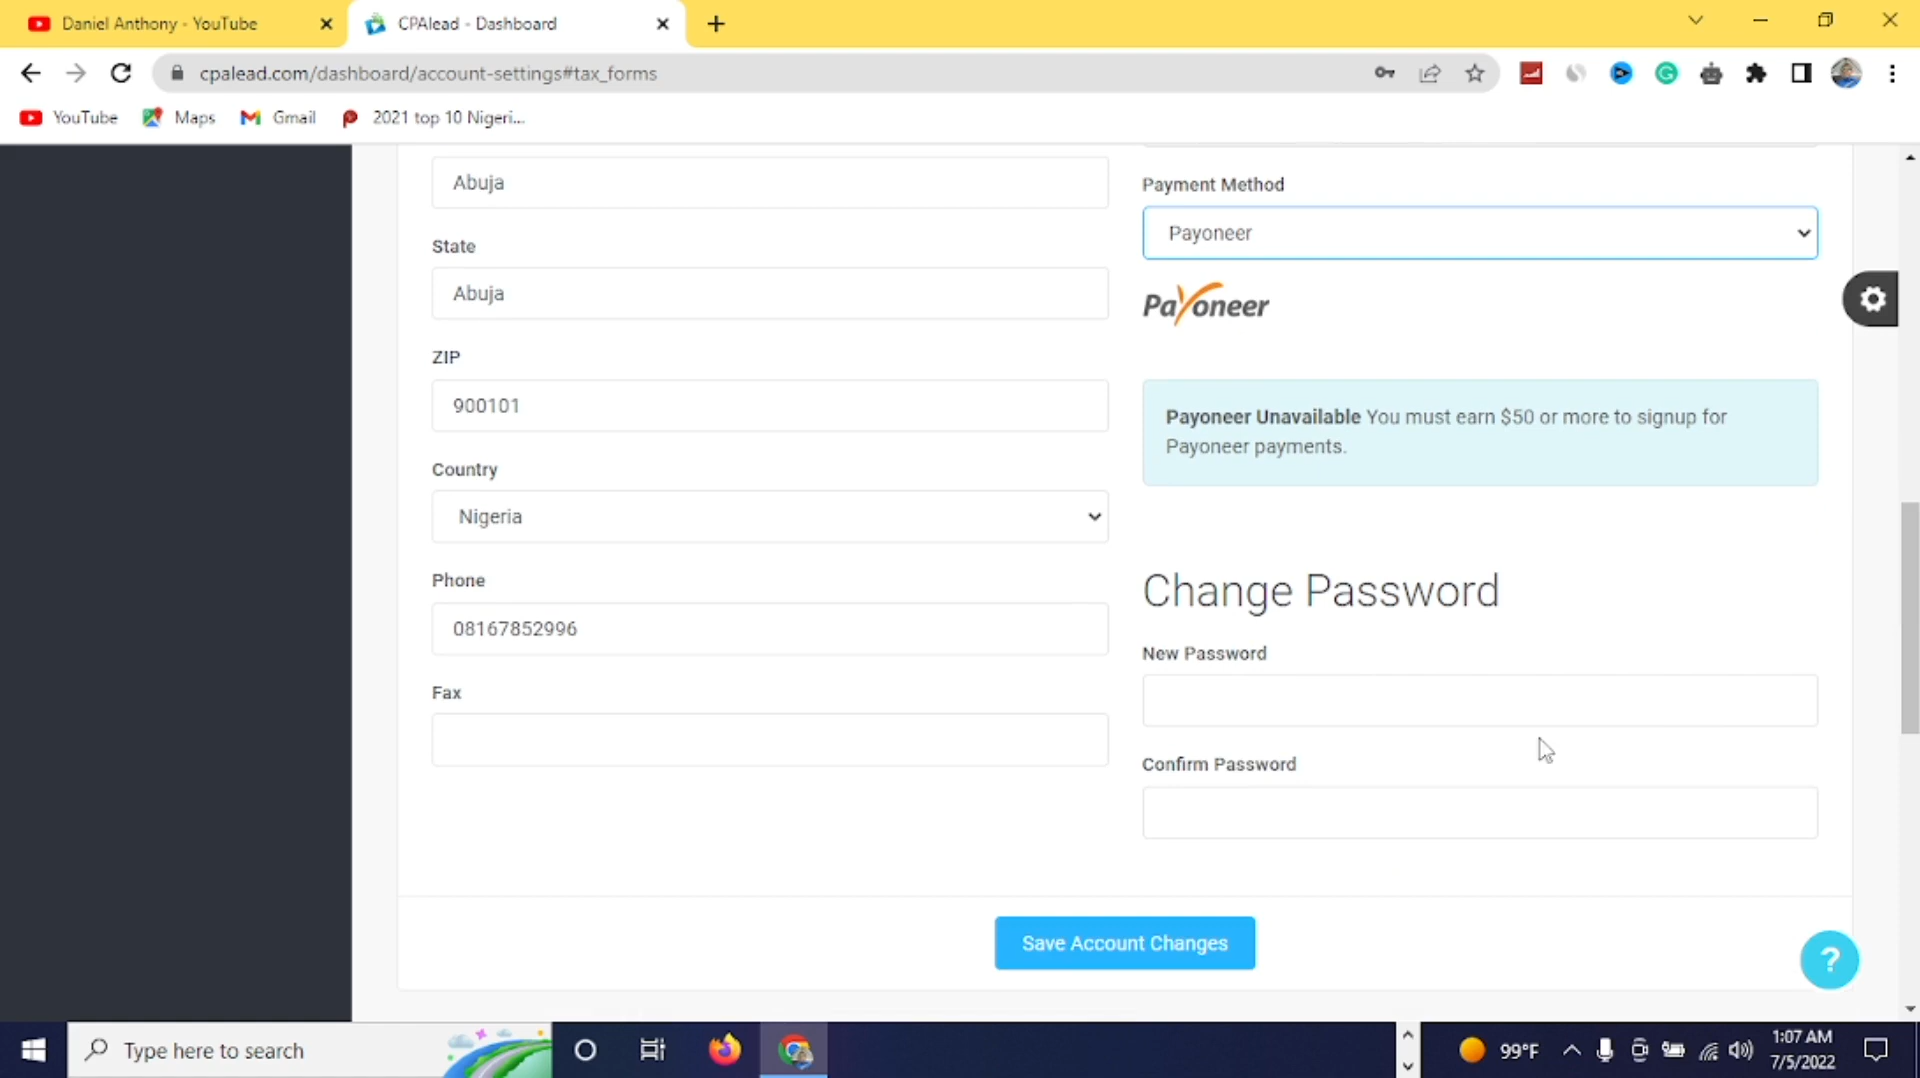 Daniel Anthony - YouTube
CPAlead - Dashboard
cpalead.com/dashboard/account-settings#tax_forms
YouTube
Maps
Gmail
2021 top 10 Nigeri...
Abuja
State
Abuja
ZIP
900101
Country
Nigeria
Phone
08167852996
Fax
Payment Method
Payoneer
Payoneer
Payoneer Unavailable You must earn $50 or more to signup for
Payoneer payments.
Change Password
New Password
Confirm Password
Save Account Changes
?
Type here to search
99°F
1:07 AM
7/5/2022